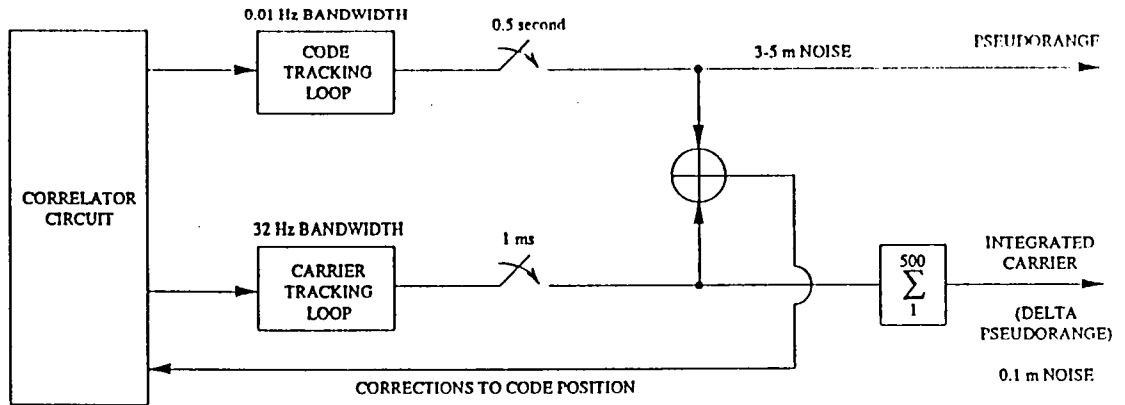 0.01 Hz BANDWIDTH
CODE
TRACKING
LOOP
0.5 second
3-5 m NOISE
PSEUDORANGE
CORRELATOR
CIRCUIT
32 Hz BANDWIDTH
CARRIER
TRACKING
LOOP
1 ms
500
Σ
1
INTEGRATED
CARRIER
(DELTA
PSEUDORANGE)
0.1 m NOISE
CORRECTIONS TO CODE POSITION